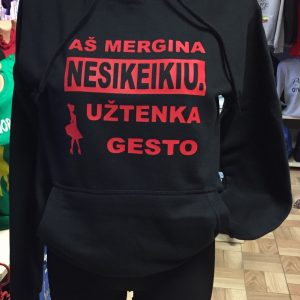 AŠ MERGINA
NESIKEIKIU.
UŽTENKA
GESTO